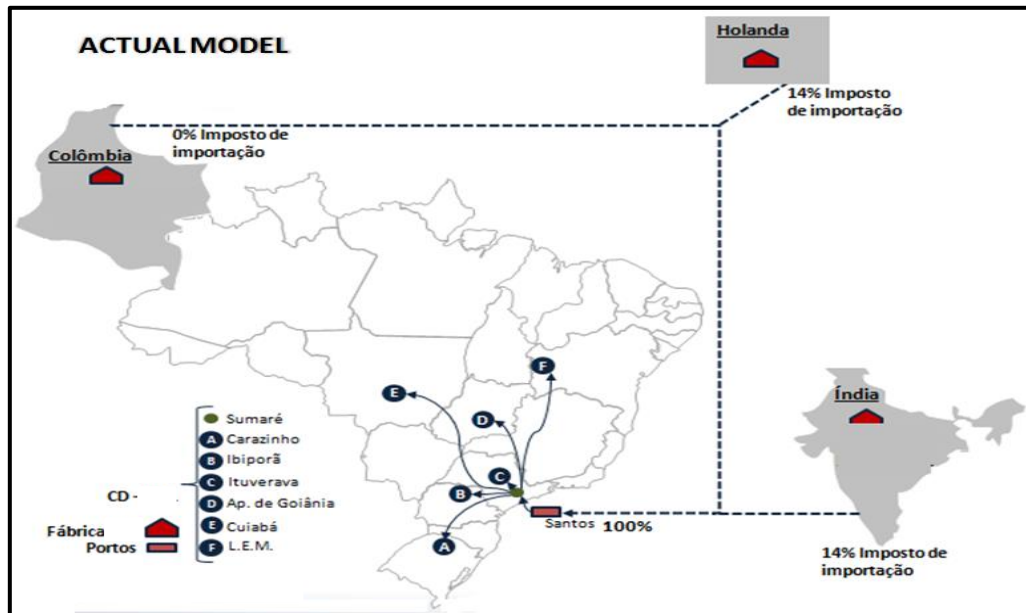 ACTUAL MODEL
Holanda
14% Imposto
de importação
0% Imposto de
importação
Colômbia
F
E
D
C
B
A
Índia
Sumaré
A Carazinho
B Ibiporã
C Ituverava
D Ap. de Goiânia
E Cuiabá
F L.E.M.
CD -
Fábrica
Portos
Santos 100%
14% Imposto de
importação